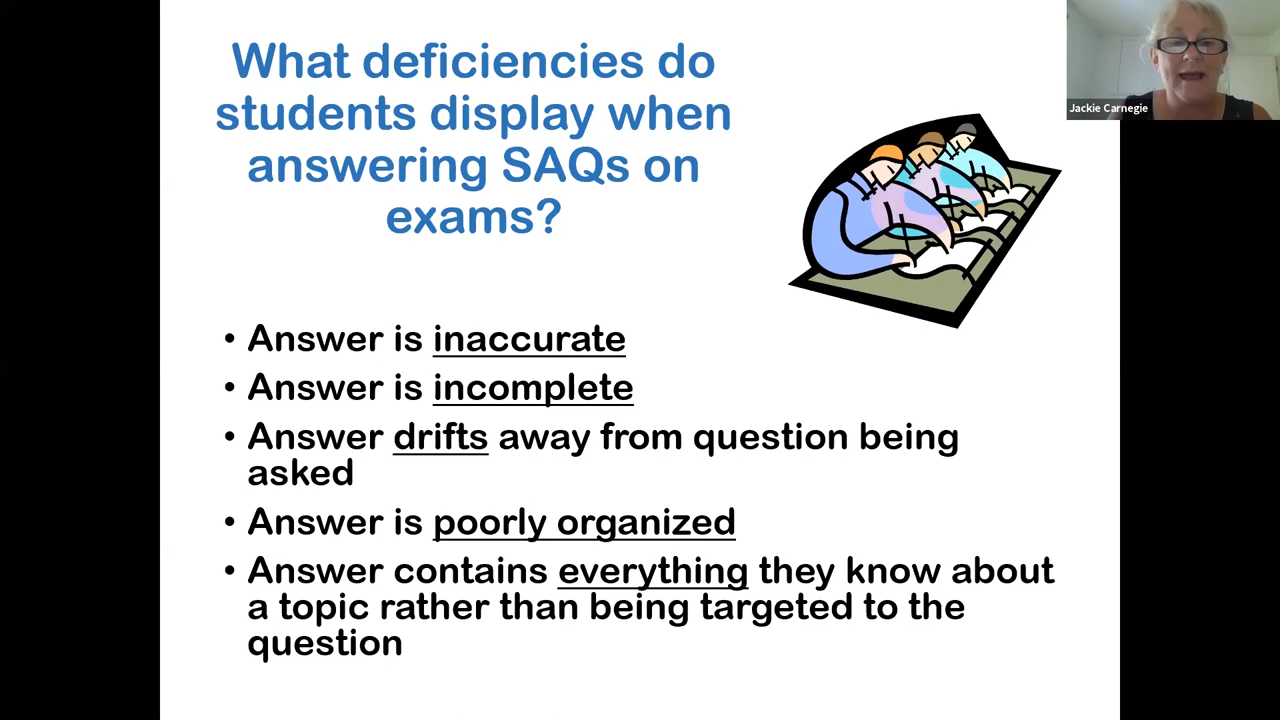 What deficiencies do
students display when
answering SAQs on
exams?
Jackie Carnegie
• Answer is inaccurate
• Answer is incomplete
• Answer drifts away from question being
asked
• Answer is poorly organized
• Answer contains everything they know about
a topic rather than being targeted to the
question